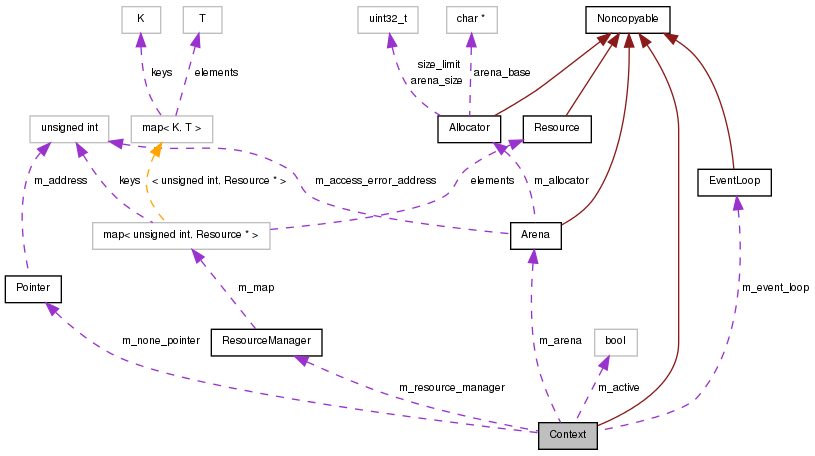 K
T
uint32_t
char *
Noncopyable
keys
elements
size_limit
arena_size
arena_base
unsigned int
map< K, T >
Allocator
Resource
m_address
keys
< unsigned int, Resource * >
m_access_error_address
elements
m_allocator
EventLoop
map< unsigned int, Resource * >
Arena
Pointer
m_map
m_event_loop
m_none_pointer
ResourceManager
m_arena
bool
m_resource_manager
m_active
Context